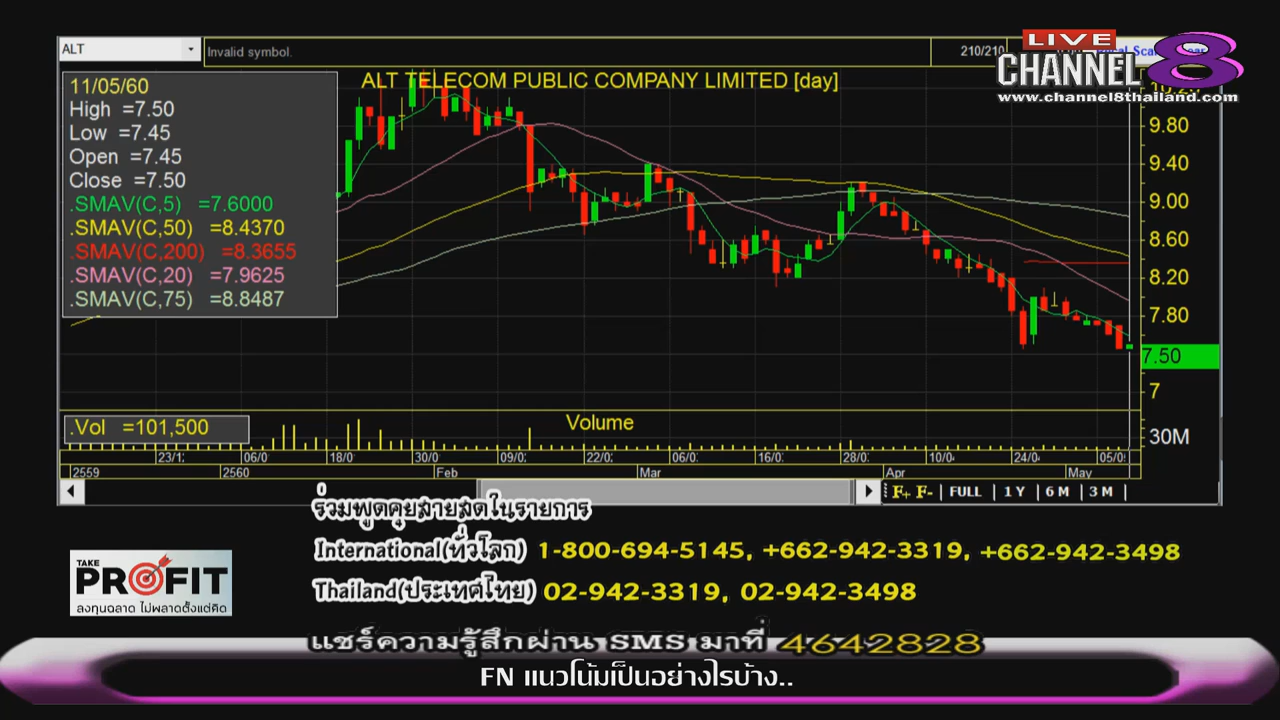 ALT
Invalid symbol.
210/210
LIVE
CHANNEL 8
www.channel8thailand.com
ALT TELECOM PUBLIC COMPANY LIMITED [day]
11/05/60
High =7.50
Low =7.45
Open =7.45
Close =7.50
.SMAV(C,5) =7.6000
.SMAV(C,50) =8.4370
.SMAV(C,200) =8.3655
.SMAV(C,20) =7.9625
.SMAV(C,75) =8.8487
9.80
9.40
9.00
8.60
8.20
7.80
7.50
7
.Vol =101,500
Volume
30M
23/1: 06/0 18/0 30/0 09/0: 22/0: 06/0: 16/0: 28/0: 10/0 24/0 05/0
2559 2560 Feb Mar Apr May
F+ F- FULL 1 Y 6 M 3 M
0
ร่วมพูดคุยสายสดในรายการ
International(ทั่วโลก) 1-800-694-5145, +662-942-3319, +662-942-3498
Thailand(ประเทศไทย) 02-942-3319, 02-942-3498
TAKE
PROFIT
ลงทุนฉลาด ไม่พลาดตั้งแต่คิด
แชร์ความรู้สึกผ่าน SMS มาที่ 4642828
FN แนวโน้มเป็นอย่างไรบ้าง..